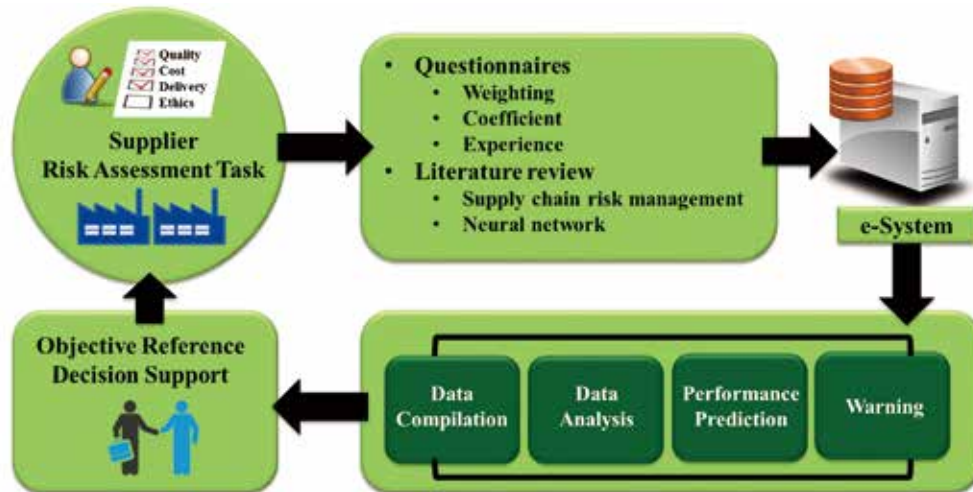 Quality
Cost
Delivery
Ethics
Supplier
Risk Assessment Task
• Questionnaires
• Weighting
• Coefficient
• Experience
• Literature review
• Supply chain risk management
• Neural network
e-System
Objective Reference
Decision Support
Data
Compilation
Data
Analysis
Performance
Prediction
Warning